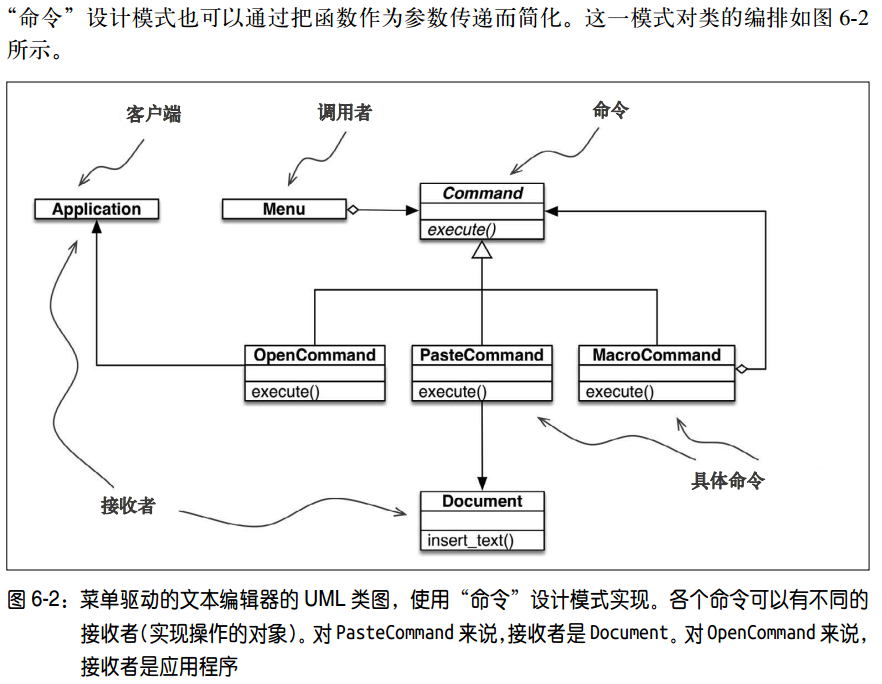 “命令”设计模式也可以通过把函数作为参数传递而简化。这一模式对类的编排如图 6-2
所示。
客户端
调用者
命令
Application
Menu
Command
execute()
OpenCommand
execute()
PasteCommand
execute()
MacroCommand
execute()
具体命令
接收者
Document
insert_text()
图 6-2：菜单驱动的文本编辑器的 UML 类图，使用“命令”设计模式实现。各个命令可以有不同的
接收者(实现操作的对象)。对 PasteCommand 来说,接收者是 Document。对 OpenCommand 来说,
接收者是应用程序